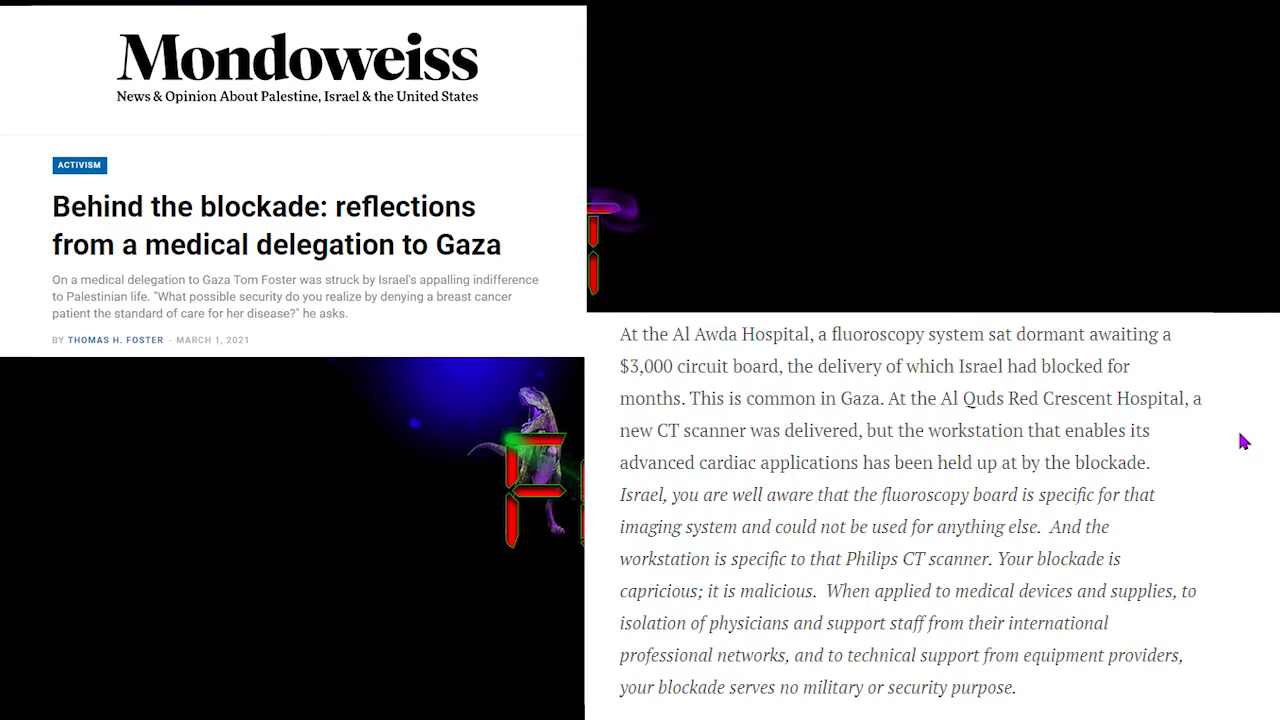 Mondoweiss
News & Opinion About Palestine, Israel & the United States
ACTIVISM
Behind the blockade: reflections
from a medical delegation to Gaza
On a medical delegation to Gaza Tom Foster was struck by Israel's appalling indifference
to Palestinian life. "What possible security do you realize by denying a breast cancer
patient the standard of care for her disease?" he asks.
BY THOMAS H. FOSTER - MARCH 1, 2021
At the Al Awda Hospital, a fluoroscopy system sat dormant awaiting a
$3,000 circuit board, the delivery of which Israel had blocked for
months. This is common in Gaza. At the Al Quds Red Crescent Hospital, a
new CT scanner was delivered, but the workstation that enables its
advanced cardiac applications has been held up at by the blockade.
Israel, you are well aware that the fluoroscopy board is specific for that
imaging system and could not be used for anything else.  And the
workstation is specific to that Philips CT scanner. Your blockade is
capricious; it is malicious.  When applied to medical devices and supplies, to
isolation of physicians and support staff from their international
professional networks, and to technical support from equipment providers,
your blockade serves no military or security purpose.